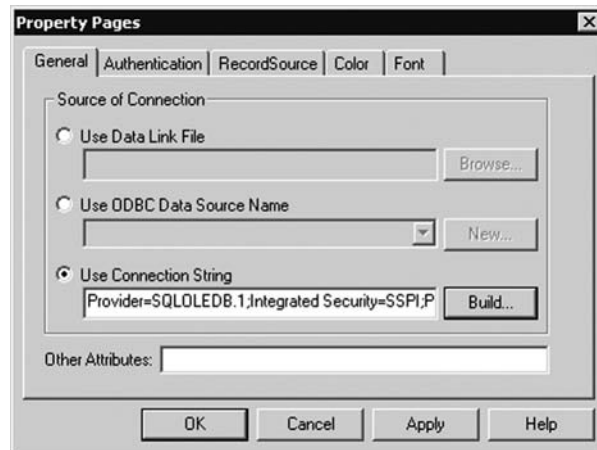 Property Pages
General Authentication RecordSource Color Font
Source of Connection
Use Data Link File
Browse...
Use ODBC Data Source Name
New...
Use Connection String
Provider=SQLOLEDB.1;Integrated Security=SSPI;P
Build...
Other Attributes:
OK Cancel Apply Help